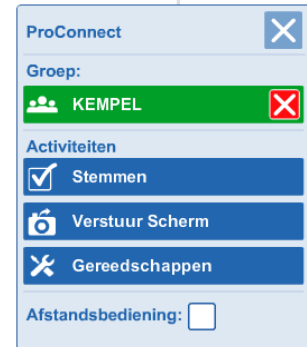 ProConnect
Groep:
KEMPEL
Activiteiten
Stemmen
Verstuur Scherm
Gereedschappen
Afstandsbediening: